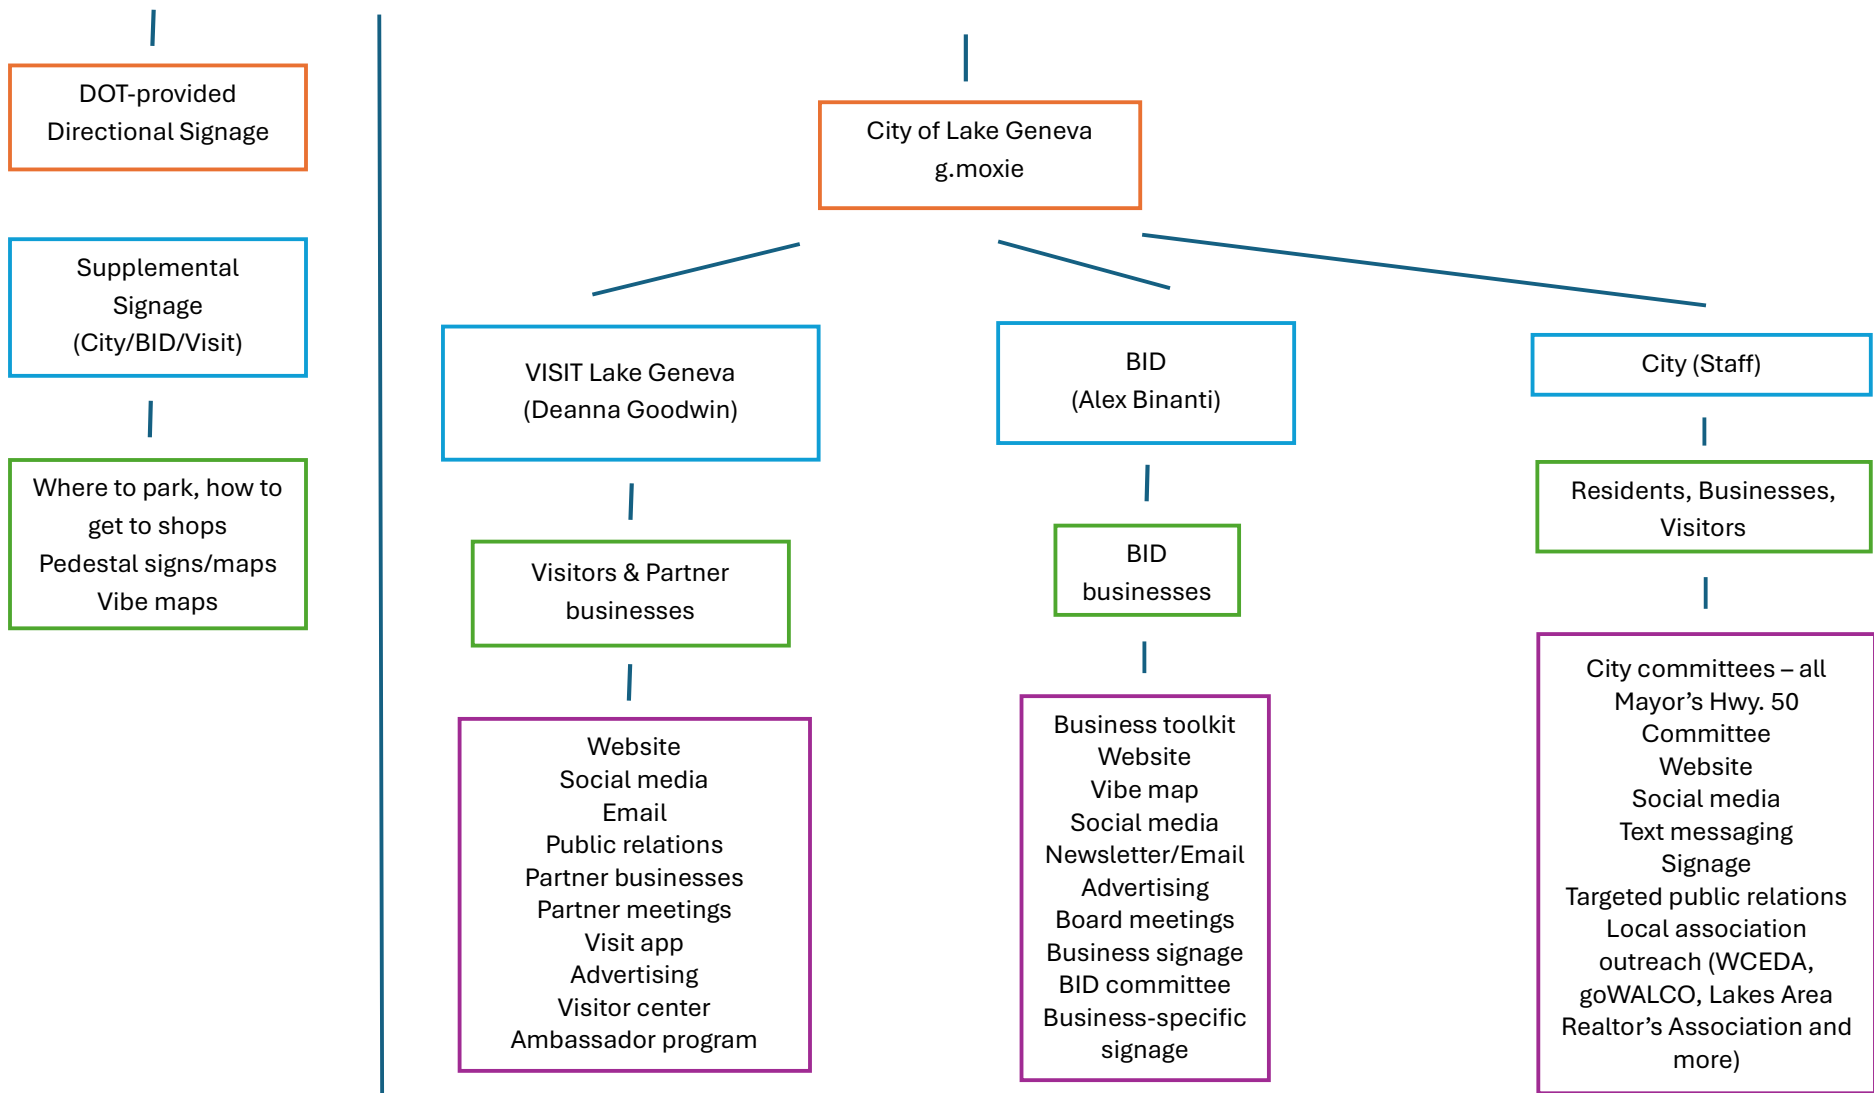 DOT-provided
Directional Signage
Supplemental
Signage
(City/BID/Visit)
Where to park, how to
get to shops
Pedestal signs/maps
Vibe maps
City of Lake Geneva
g.moxie
VISIT Lake Geneva
(Deanna Goodwin)
Visitors & Partner
businesses
Website
Social media
Email
Public relations
Partner businesses
Partner meetings
Visit app
Advertising
Visitor center
Ambassador program
BID
(Alex Binanti)
BID
businesses
Business toolkit
Website
Vibe map
Social media
Newsletter/Email
Advertising
Board meetings
Business signage
BID committee
Business-specific
signage
City (Staff)
Residents, Businesses,
Visitors
City committees – all
Mayor’s Hwy. 50
Committee
Website
Social media
Text messaging
Signage
Targeted public relations
Local association
outreach (WCEDA,
goWALCO, Lakes Area
Realtor’s Association and
more)